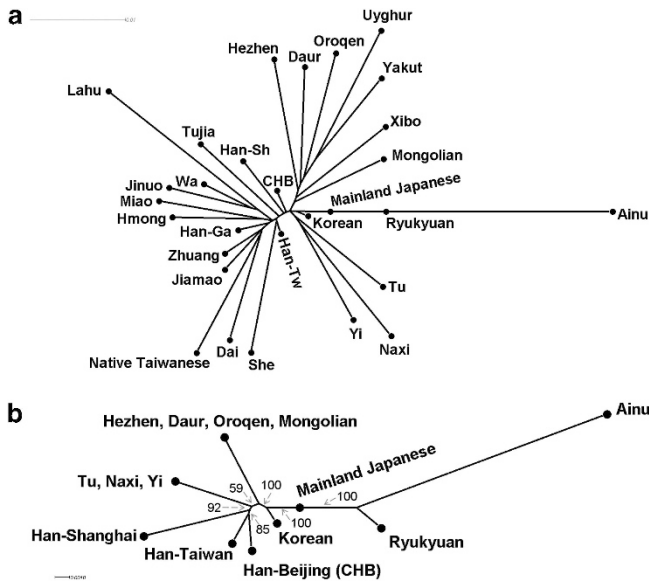 a
Uyghur
Hezhen
Oroqen
Daur
Yakut
Lahu
Xibo
Tujia
Han-Sh
Mongolian
CHB
Wa
Jinuo
Mainland Japanese
Miao
Hmong
Korean
Ryukyuan
Ainu
Han-Ga
Han-Tw
Zhuang
Jiamao
Tu
Yi
Naxi
Dai
She
Native Taiwanese
b
Hezhen, Daur, Oroqen, Mongolian
Ainu
Mainland Japanese
Tu, Naxi, Yi
59
100
100
92
100
85
Han-Shanghai
Korean
Ryukyuan
Han-Taiwan
Han-Beijing (CHB)